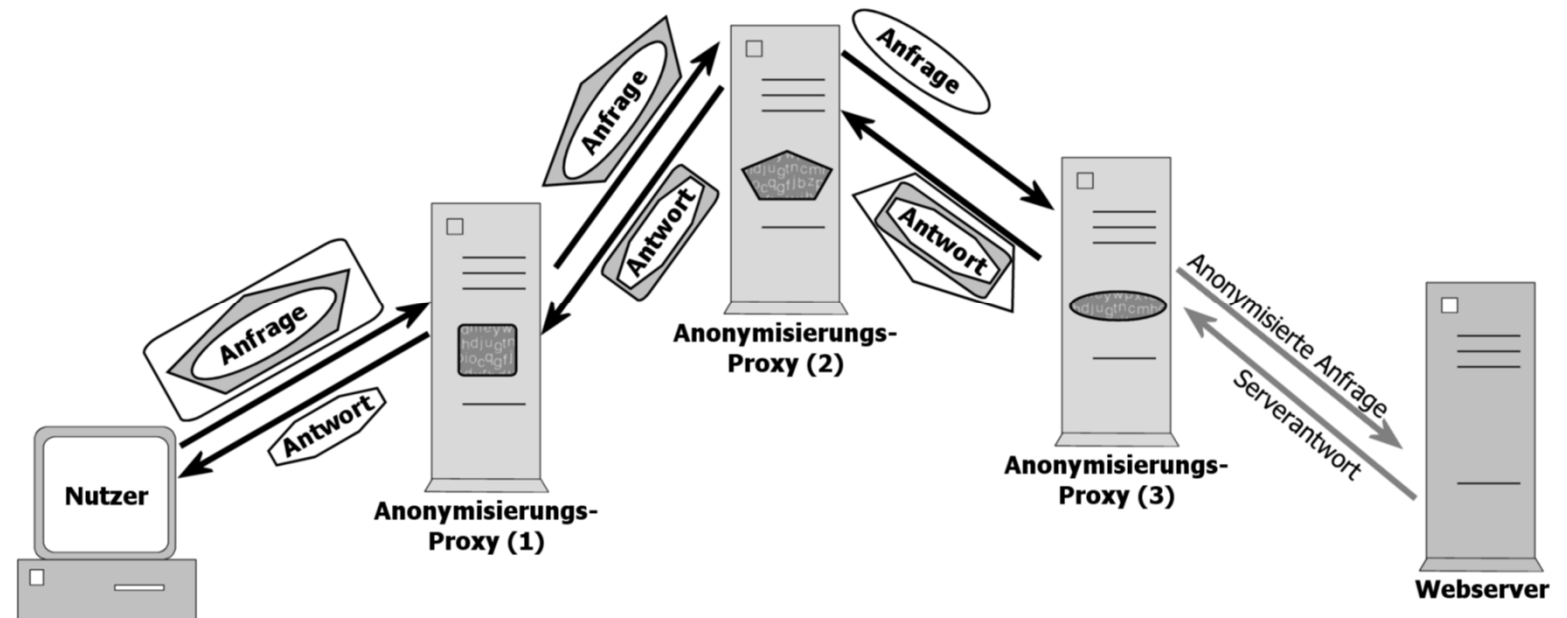 Anfrage
Antwort
Nutzer
Anonymisierungs-
Proxy (1)
Anfrage
Antwort
Anonymisierungs-
Proxy (2)
Anfrage
Antwort
Anonymisierungs-
Proxy (3)
Anonymisierte Anfrage
Serverantwort
Webserver